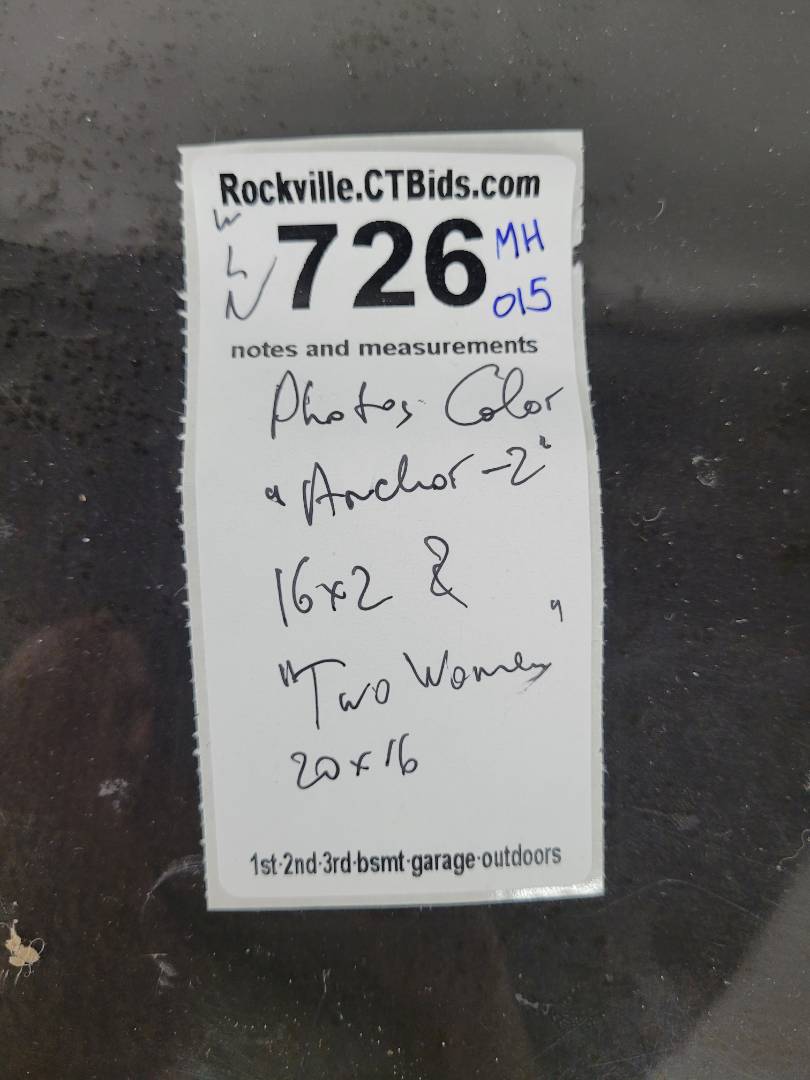 Rockville.CTBids.com
W
L
N
726
MH
015
notes and measurements
Photos Color
"Anchor-2"
16x2 &
"Two Women"
20x16
1st·2nd·3rd·bsmt·garage·outdoors